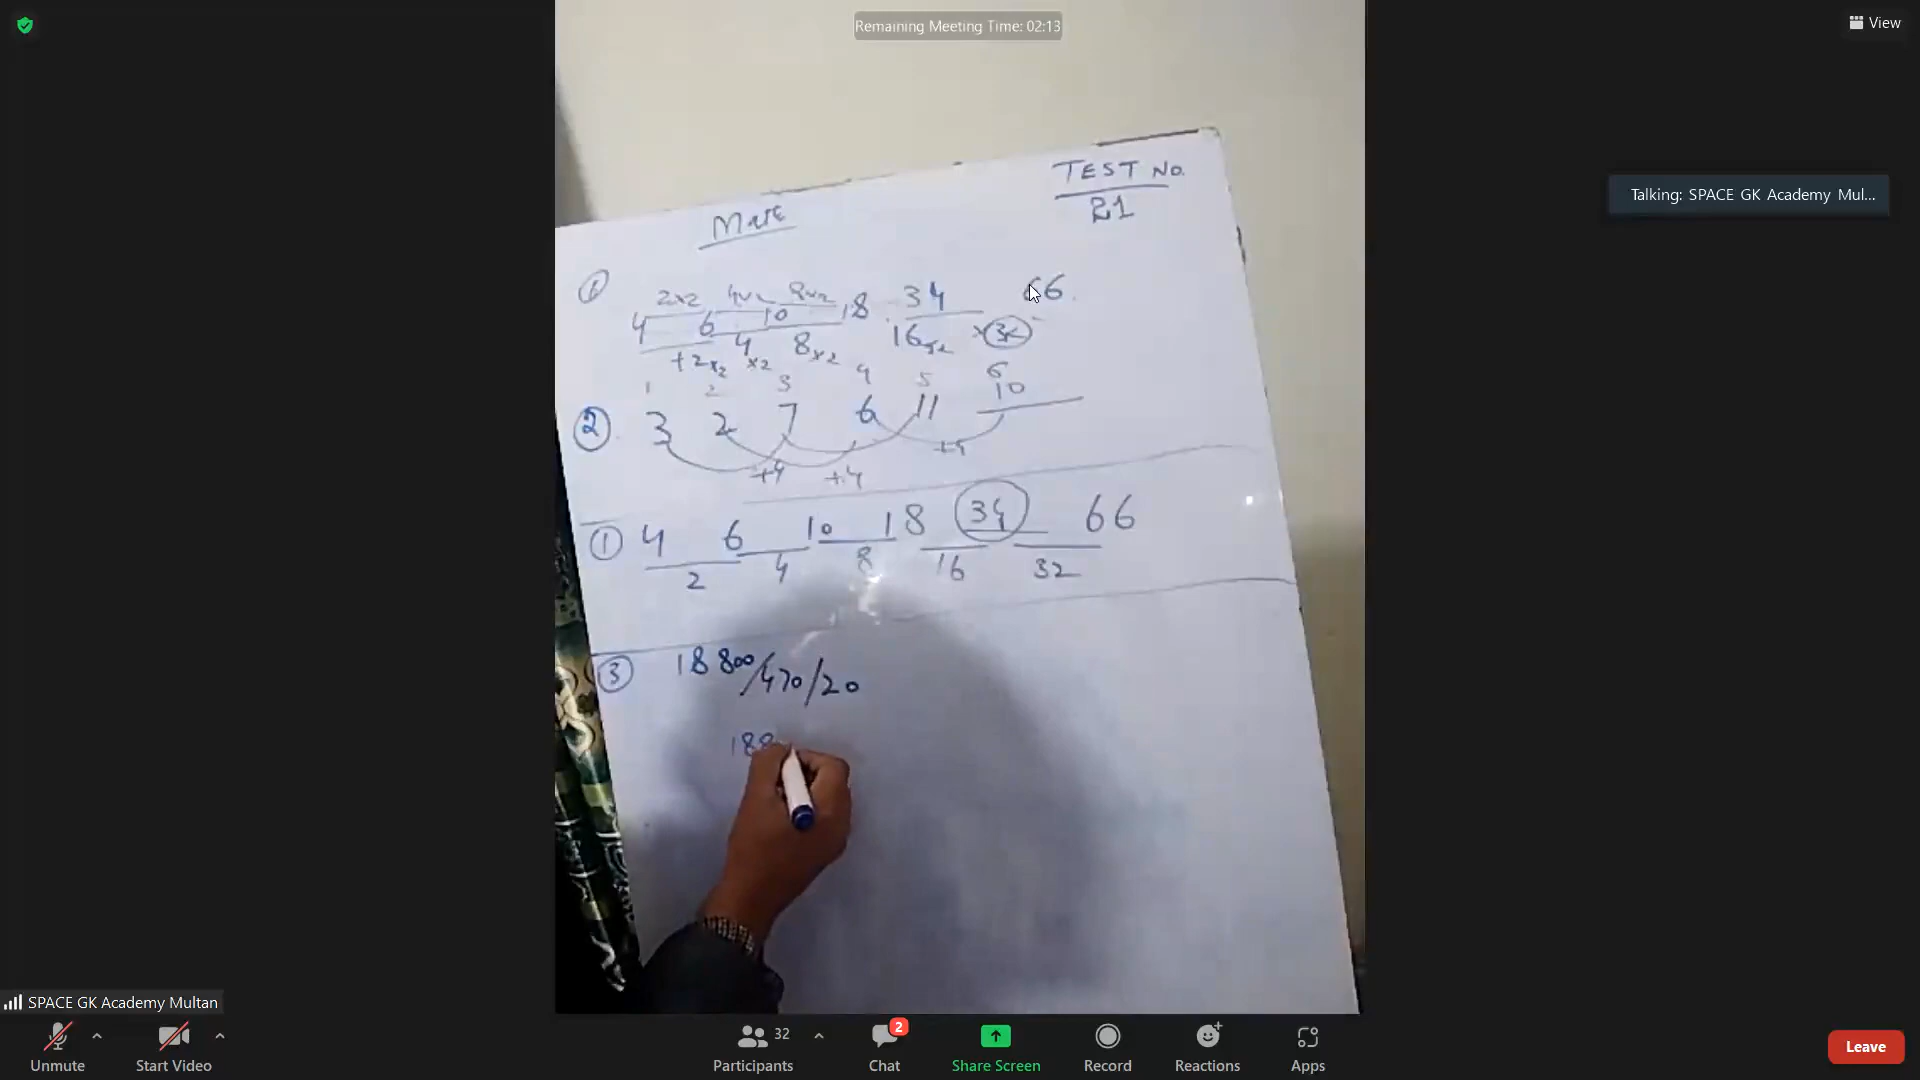 Remaining Meeting Time: 02:13
View
Talking: SPACE GK Academy Mul...
TEST No.
21
①
2x2 8x2
4 6 10 18 34 66
+2x2 4x2 8x2 16x2
1 2 3 4 5 6
② 3 2 7 6 11 10
+4 +4 +4
① 4 6 10 18 34 66
2 4 8 16 32
③ 18800/470/20
188
SPACE GK Academy Multan
Unmute
Start Video
Participants 32
Chat 2
Share Screen
Record
Reactions
Apps
Leave